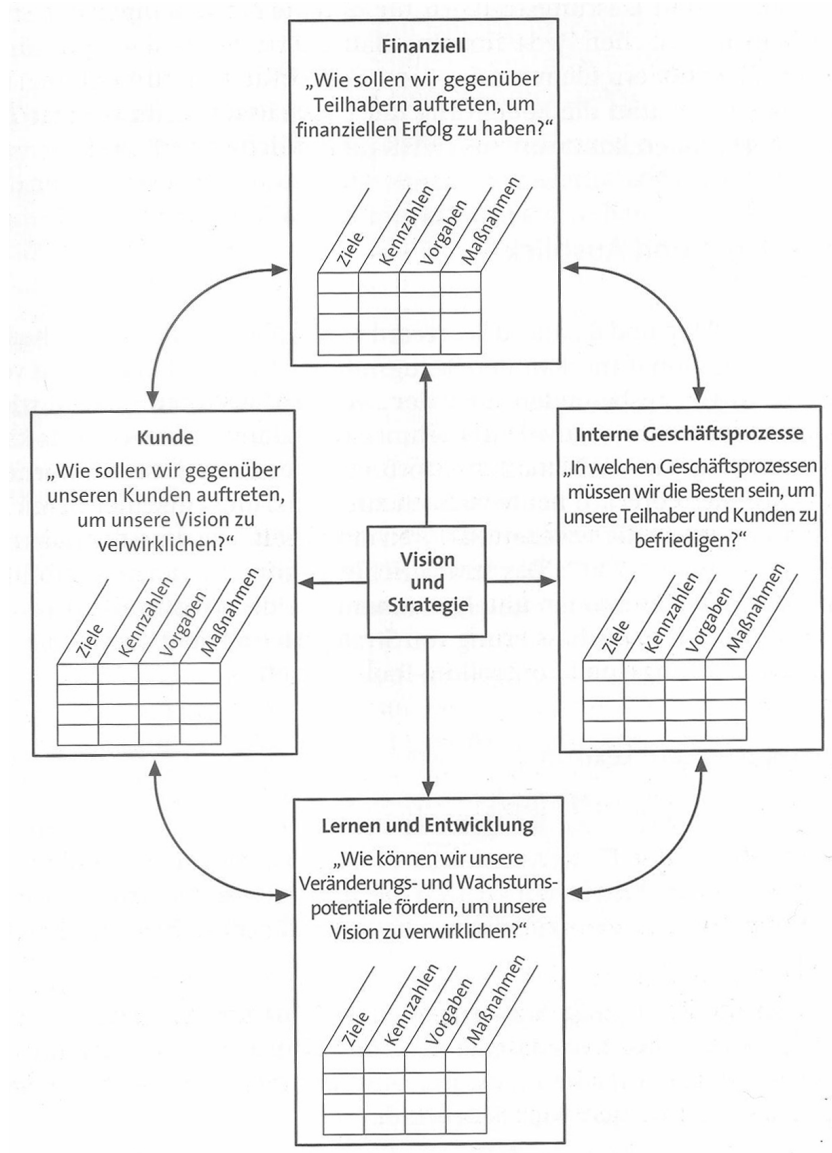 Finanziell
„Wie sollen wir gegenüber
Teilhabern auftreten, um
finanziellen Erfolg zu haben?“
Ziele
Kennzahlen
Vorgaben
Maßnahmen
Kunde
„Wie sollen wir gegenüber
unseren Kunden auftreten,
um unsere Vision zu
verwirklichen?“
Ziele
Kennzahlen
Vorgaben
Maßnahmen
Vision
und
Strategie
Interne Geschäftsprozesse
„In welchen Geschäftsprozessen
müssen wir die Besten sein, um
unsere Teilhaber und Kunden zu
befriedigen?“
Ziele
Kennzahlen
Vorgaben
Maßnahmen
Lernen und Entwicklung
„Wie können wir unsere
Veränderungs- und Wachstums-
potentiale fördern, um unsere
Vision zu verwirklichen?“
Ziele
Kennzahlen
Vorgaben
Maßnahmen